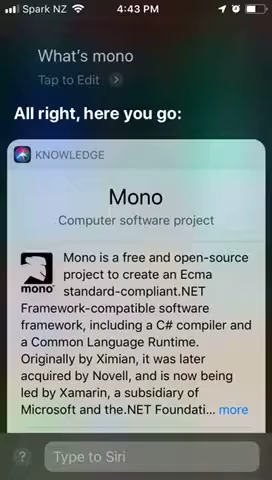 Spark NZ 4:43 PM
What's mono
Tap to Edit
All right, here you go:
KNOWLEDGE
Mono
Computer software project
mono
Mono is a free and open-source
project to create an Ecma
standard-compliant.NET
Framework-compatible software
framework, including a C# compiler and
a Common Language Runtime.
Originally by Ximian, it was later
acquired by Novell, and is now being
led by Xamarin, a subsidiary of
Microsoft and the.NET Foundati... more
? Type to Siri